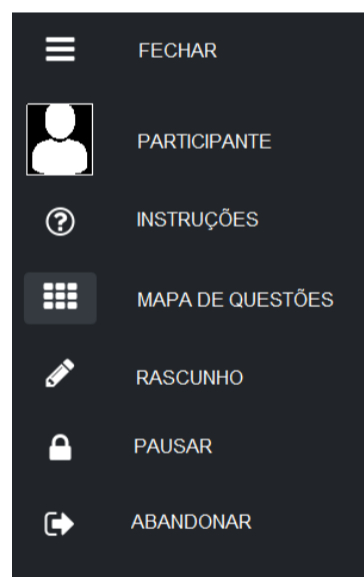 FECHAR
PARTICIPANTE
INSTRUÇÕES
MAPA DE QUESTÕES
RASCUNHO
PAUSAR
ABANDONAR